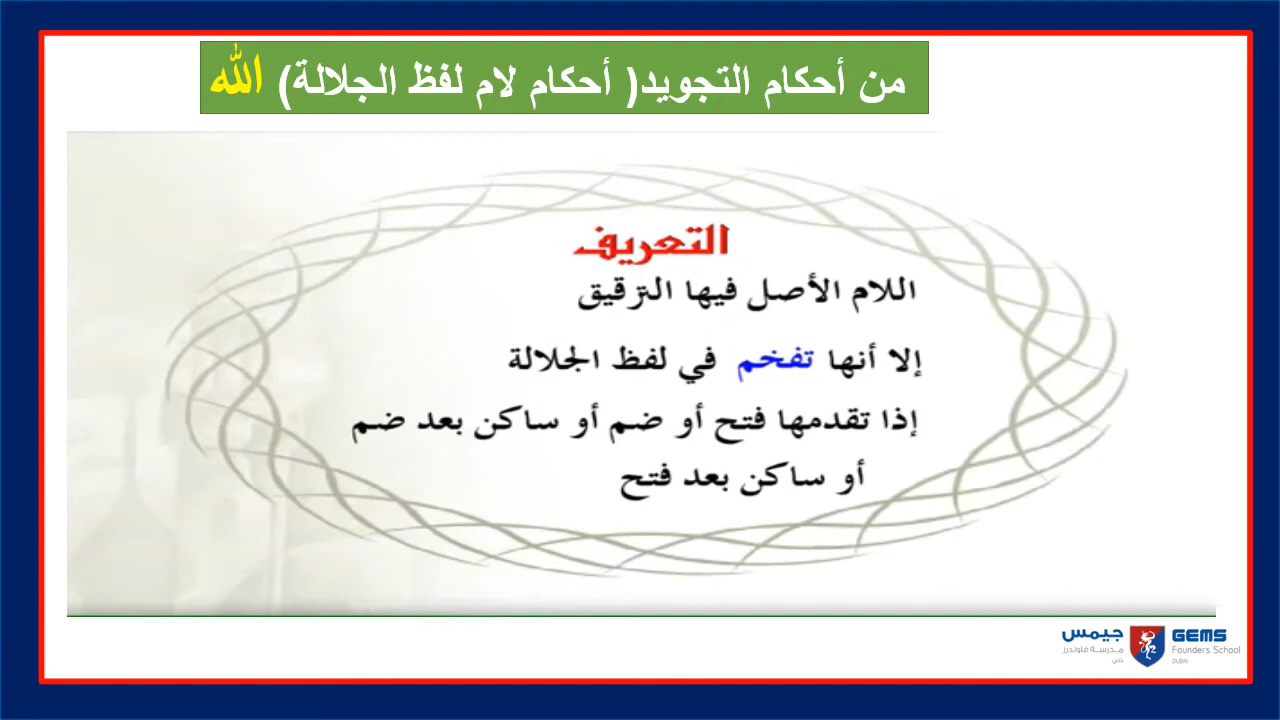 من أحكام التجويد( أحكام لام لفظ الجلالة) الله
التعريف
اللام الأصل فيها الترقيق
إلا أنها تفخم في لفظ الجلالة
إذا تقدمها فتح أو ضم أو ساكن بعد ضم
أو ساكن بعد فتح
جيمس
مدرسة فاوندرز
دبي
GEMS
Founders School
DUBAI